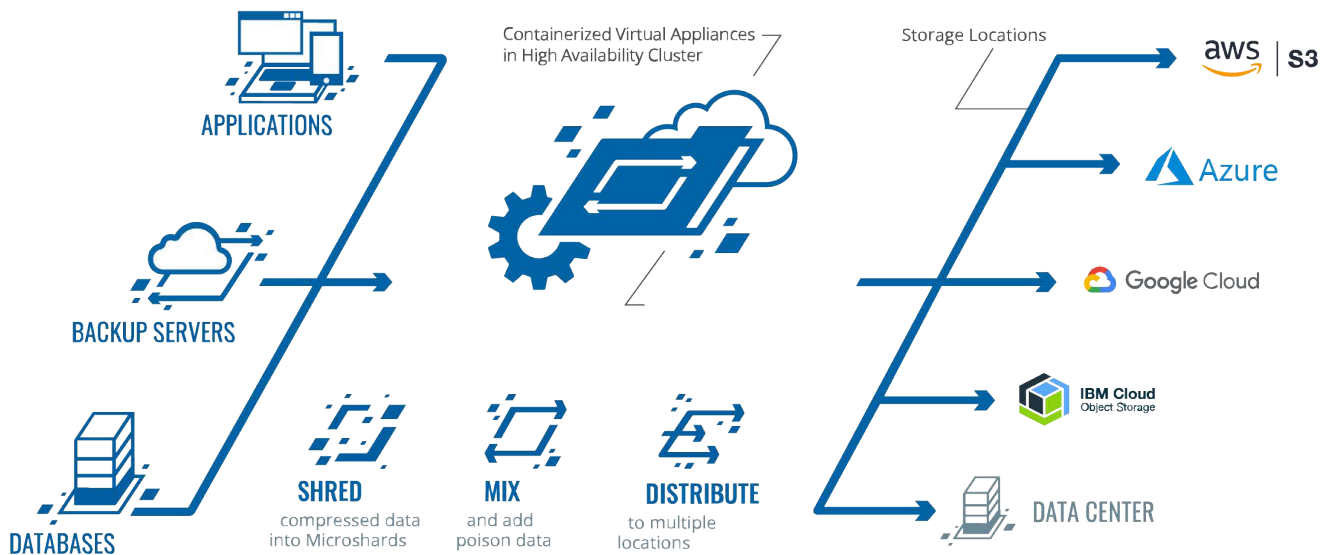 APPLICATIONS
BACKUP SERVERS
DATABASES
Containerized Virtual Appliances
in High Availability Cluster
SHRED
compressed data
into Microshards
MIX
and add
poison data
DISTRIBUTE
to multiple
locations
Storage Locations
aws | S3
Azure
Google Cloud
IBM Cloud
Object Storage
DATA CENTER